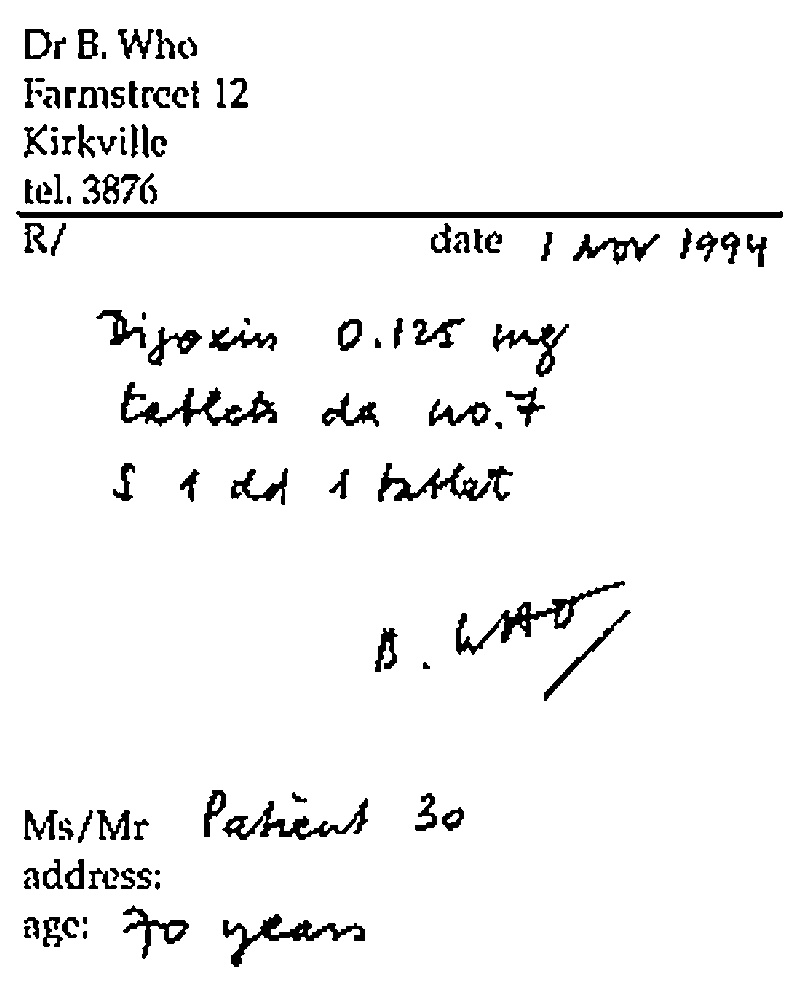 Dr B. Who
Farmstreet 12
Kirkville
tel. 3876
R/ date 1 Nov 1994
Digoxin 0.125 mg
tablets da no. 7
S 1 dd 1 tablet
B. WHO
Ms/Mr Patient 30
address:
age: 70 years